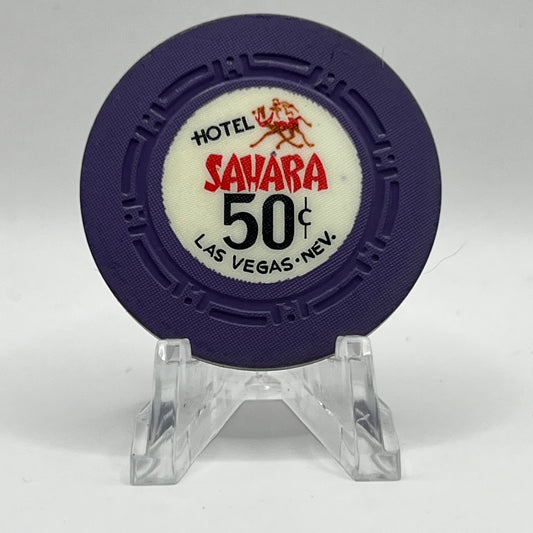 HOTEL
SAHARA
50¢
LAS VEGAS·NEV.